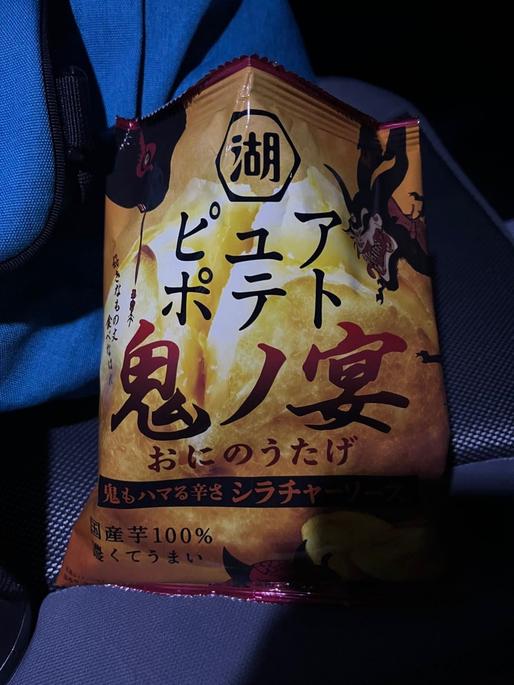 湖
ピュア
ポテト
鬼ノ宴
おにのうたげ
鬼もハマる辛さ シラチャーソース
国産芋100%
濃くてうまい